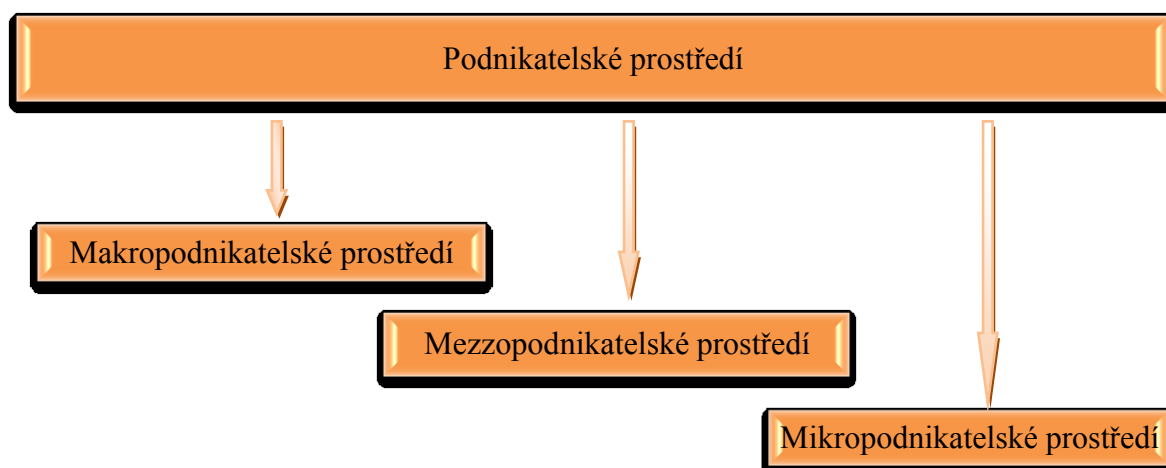 Podnikatelské prostředí
Makropodnikatelské prostředí
Mezzopodnikatelské prostředí
Mikropodnikatelské prostředí